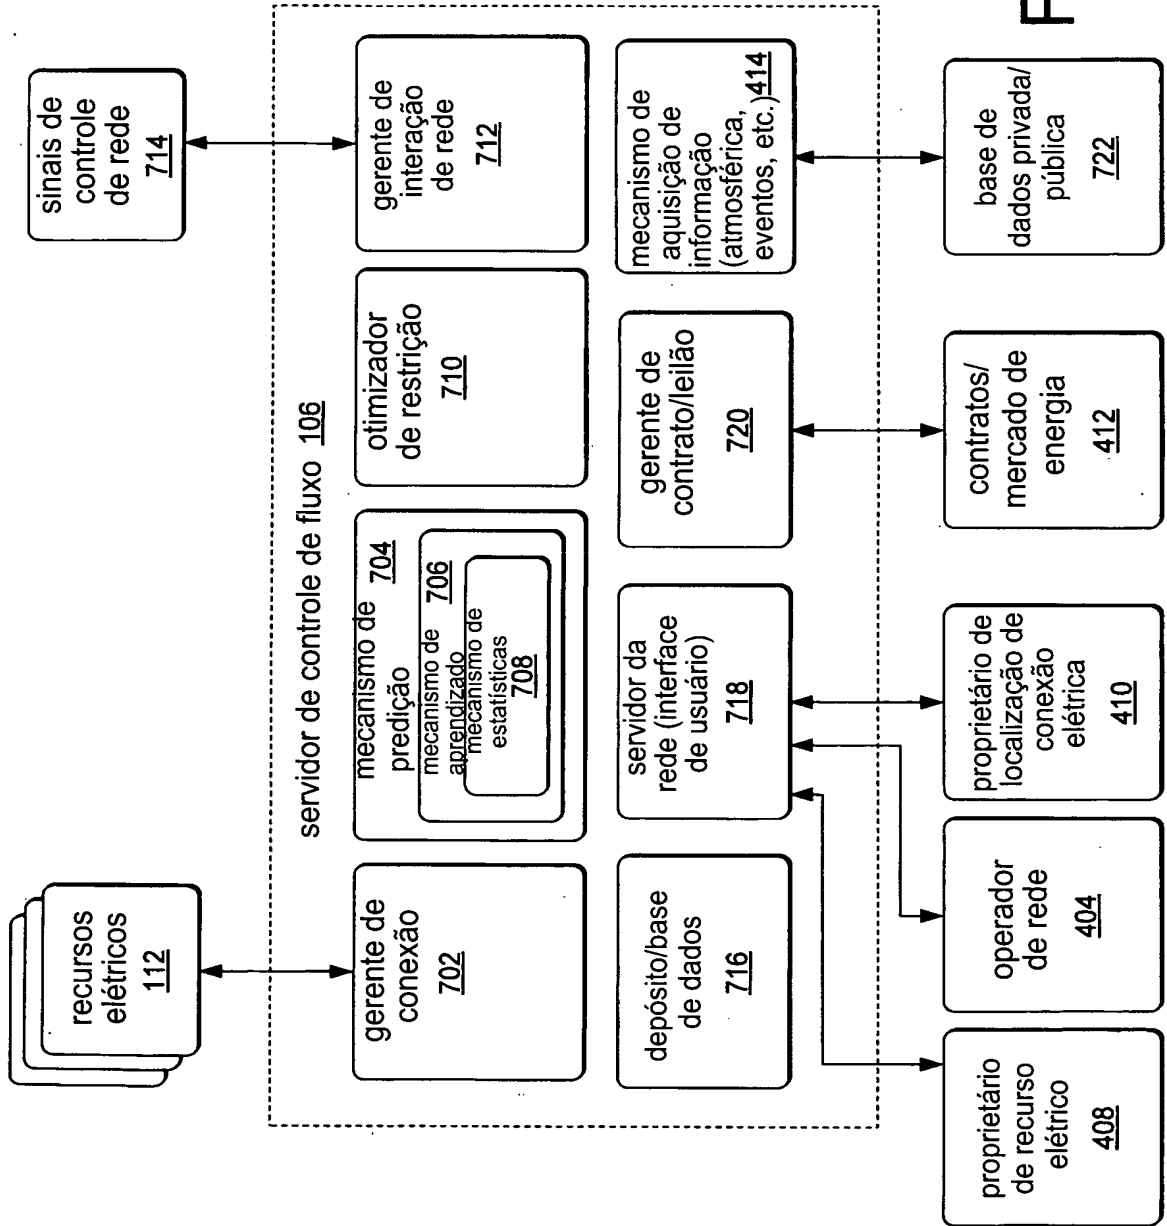 recursos
elétricos
112
sinais de
controle
de rede
714
servidor de controle de fluxo 106
gerente de
conexão
702
mecanismo de
predição
704
mecanismo de
aprendizado
706
mecanismo de
estatísticas
708
otimizador
de restrição
710
gerente de
interação
de rede
712
depósito/base
de dados
716
servidor da
rede (interface
de usuário)
718
gerente de
contrato/leilão
720
mecanismo de
aquisição de
informação
(atmosférica,
eventos, etc.) 414
proprietário
de recurso
elétrico
408
operador
de rede
404
proprietário de
localização de
conexão
elétrica
410
contratos/
mercado de
energia
412
base de
dados privada/
pública
722
F